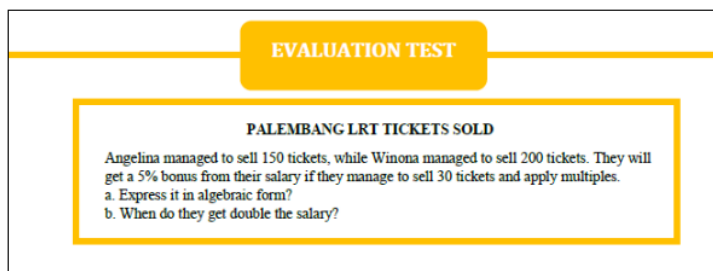 EVALUATION TEST
PALEMBANG LRT TICKETS SOLD
Angelina managed to sell 150 tickets, while Winona managed to sell 200 tickets. They will
get a 5% bonus from their salary if they manage to sell 30 tickets and apply multiples.
a. Express it in algebraic form?
b. When do they get double the salary?